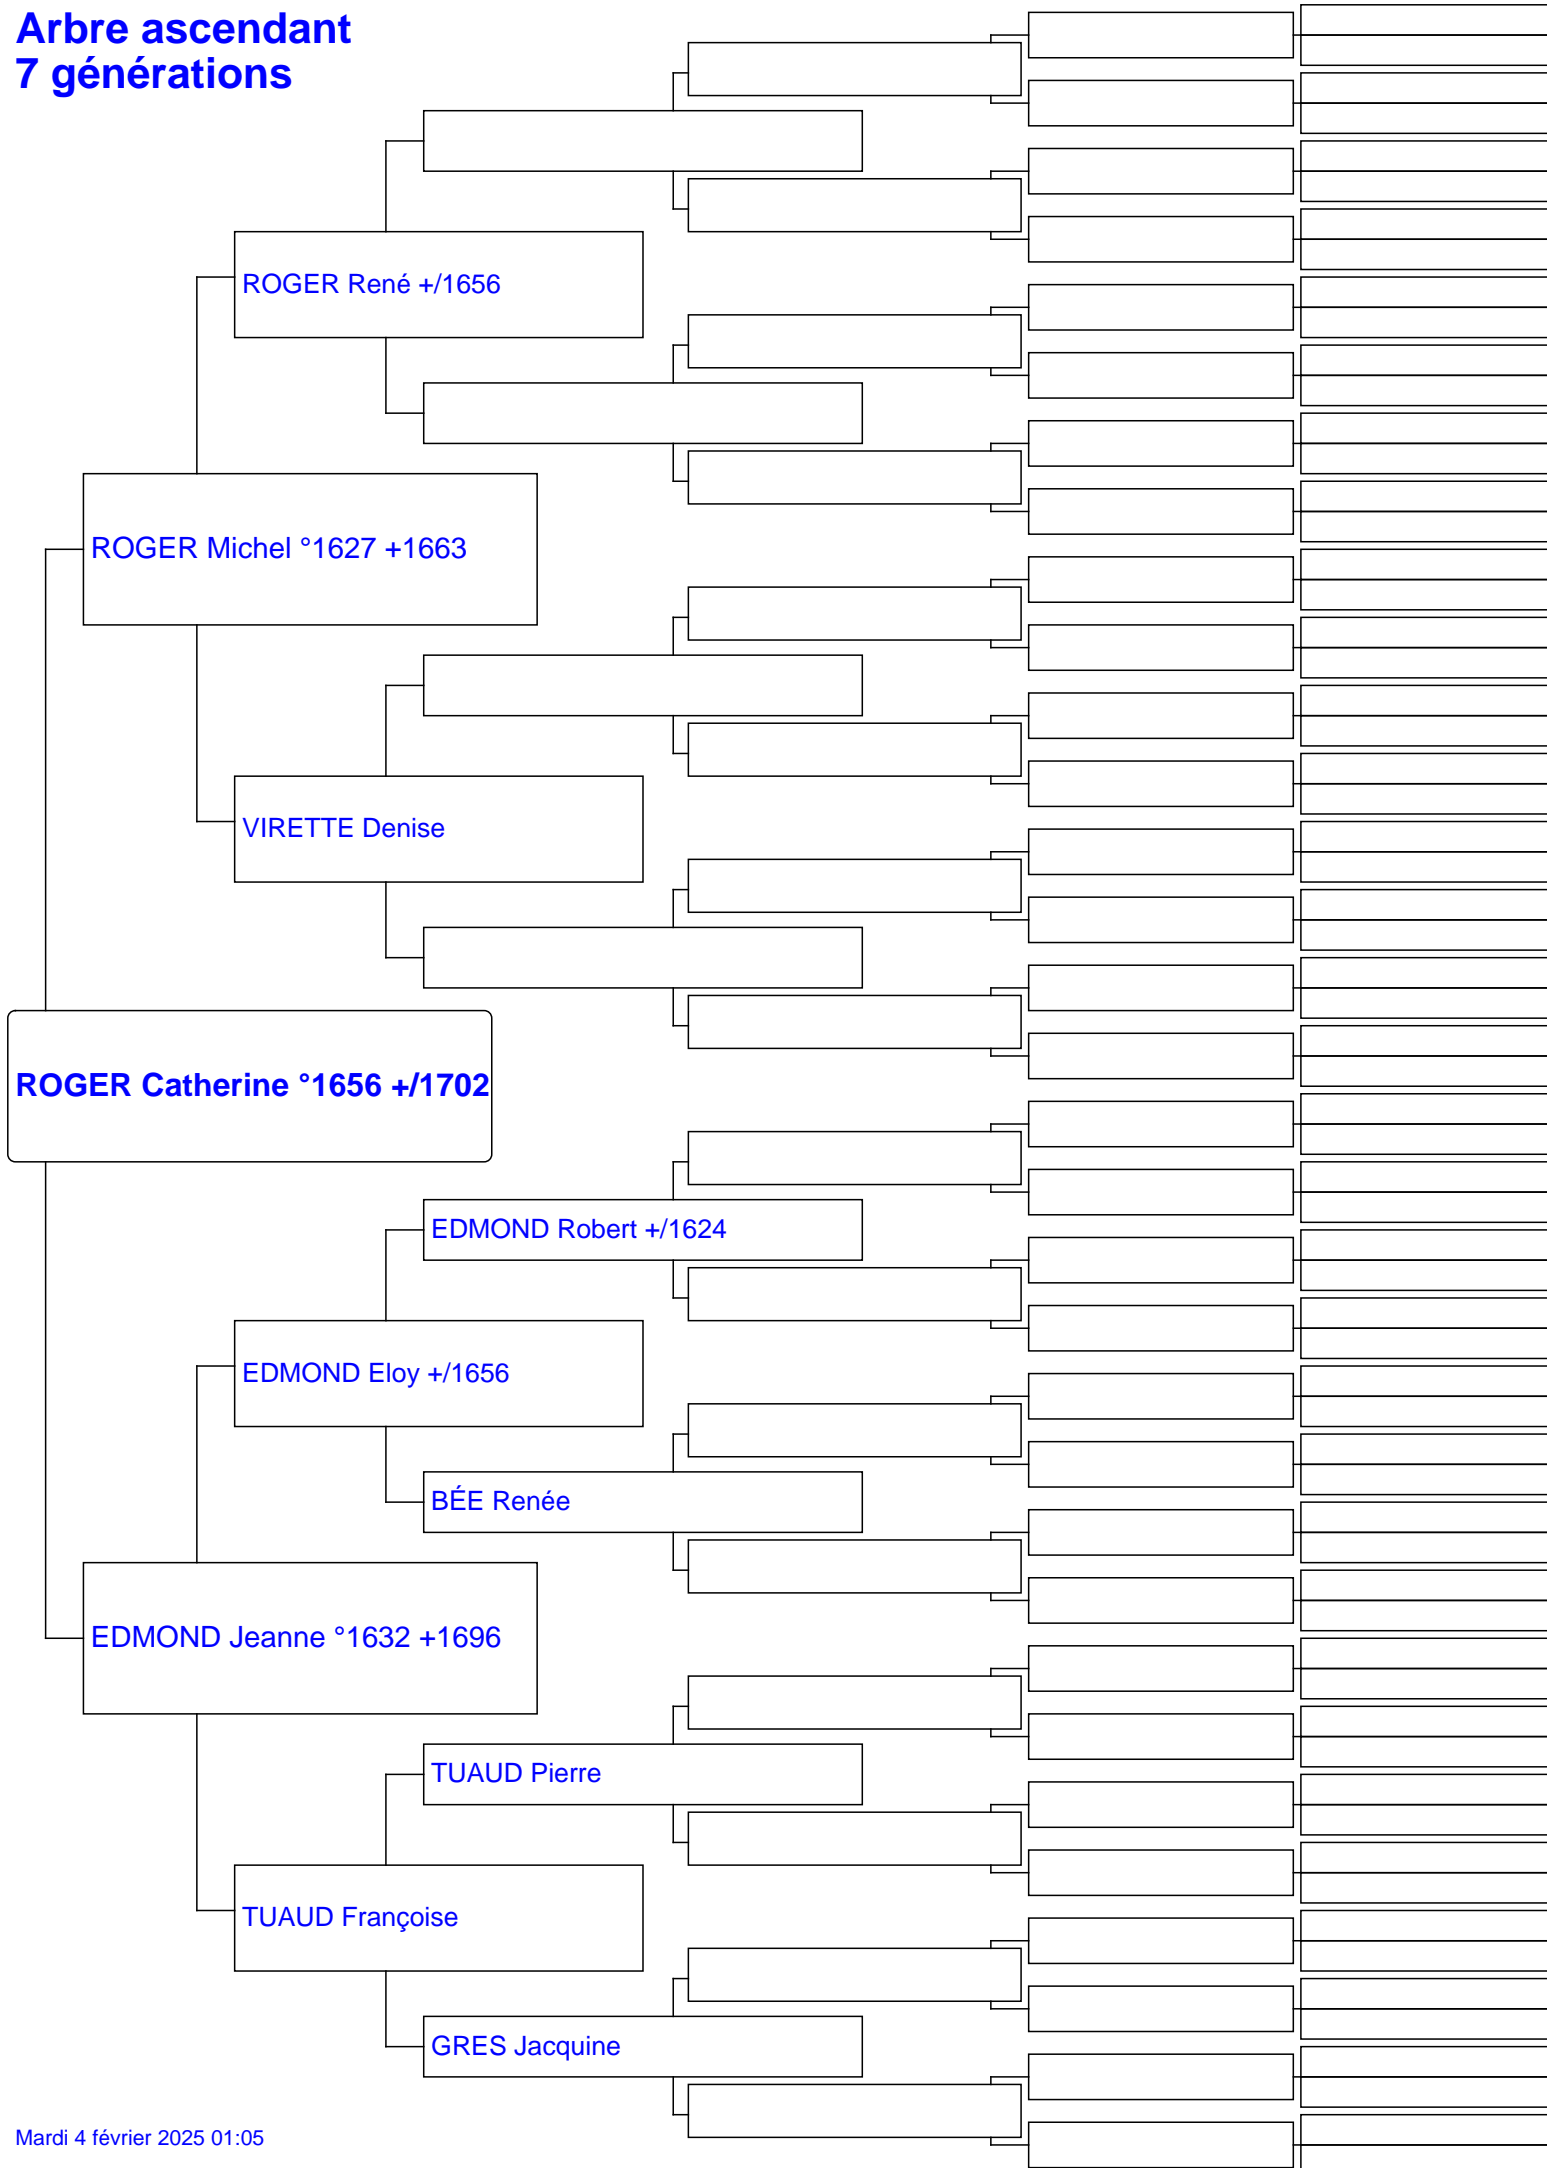 Arbre ascendant
7 générations
ROGER René +/1656
ROGER Michel °1627 +1663
VIRETTE Denise
ROGER Catherine °1656 +/1702
EDMOND Robert +/1624
EDMOND Eloy +/1656
BÉE Renée
EDMOND Jeanne °1632 +1696
TUAUD Pierre
TUAUD Françoise
GRES Jacquine
Mardi 4 février 2025 01:05